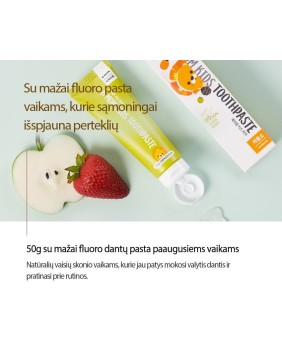 Su mažai fluoro pasta
vaikams, kurie sąmoningai
išspjauna perteklių
KIDS TOOTHPASTE
TOOTHPASTE
50g su mažai fluoro dantų pasta paaugusiems vaikams
Natūralių vaisių skonio vaikams, kurie jau patys mokosi valytis dantis ir
pratinasi prie rutinos.